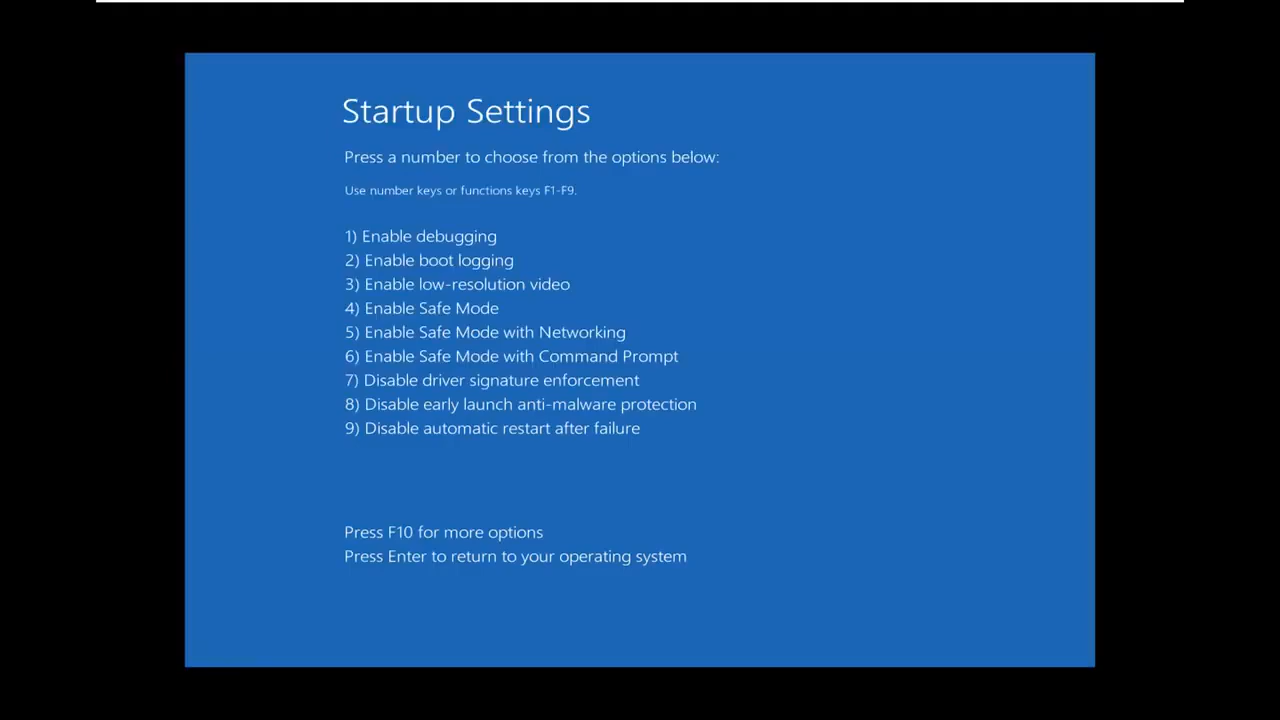 Startup Settings
Press a number to choose from the options below:
Use number keys or functions keys F1-F9.
1) Enable debugging
2) Enable boot logging
3) Enable low-resolution video
4) Enable Safe Mode
5) Enable Safe Mode with Networking
6) Enable Safe Mode with Command Prompt
7) Disable driver signature enforcement
8) Disable early launch anti-malware protection
9) Disable automatic restart after failure
Press F10 for more options
Press Enter to return to your operating system